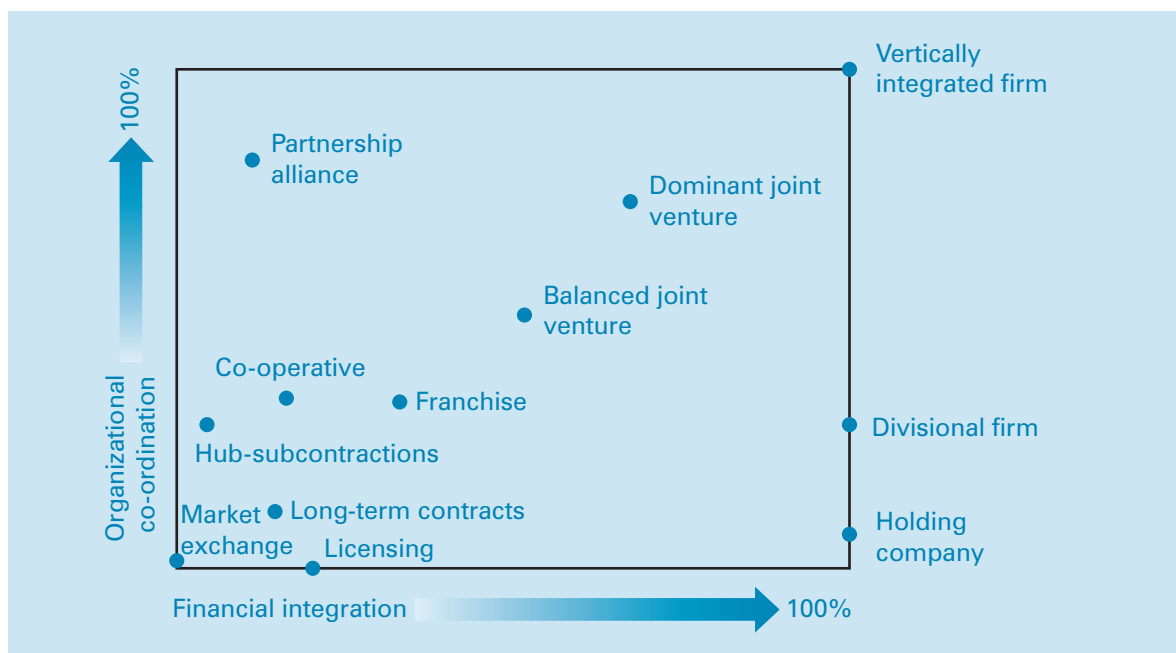 Vertically
integrated firm
100%
Partnership
alliance
Dominant joint
venture
Balanced joint
venture
Co-operative
Franchise
Hub-subcontractions
Divisional firm
Organizational
co-ordination
Long-term contracts
Market
exchange
Licensing
Holding
company
Financial integration
100%